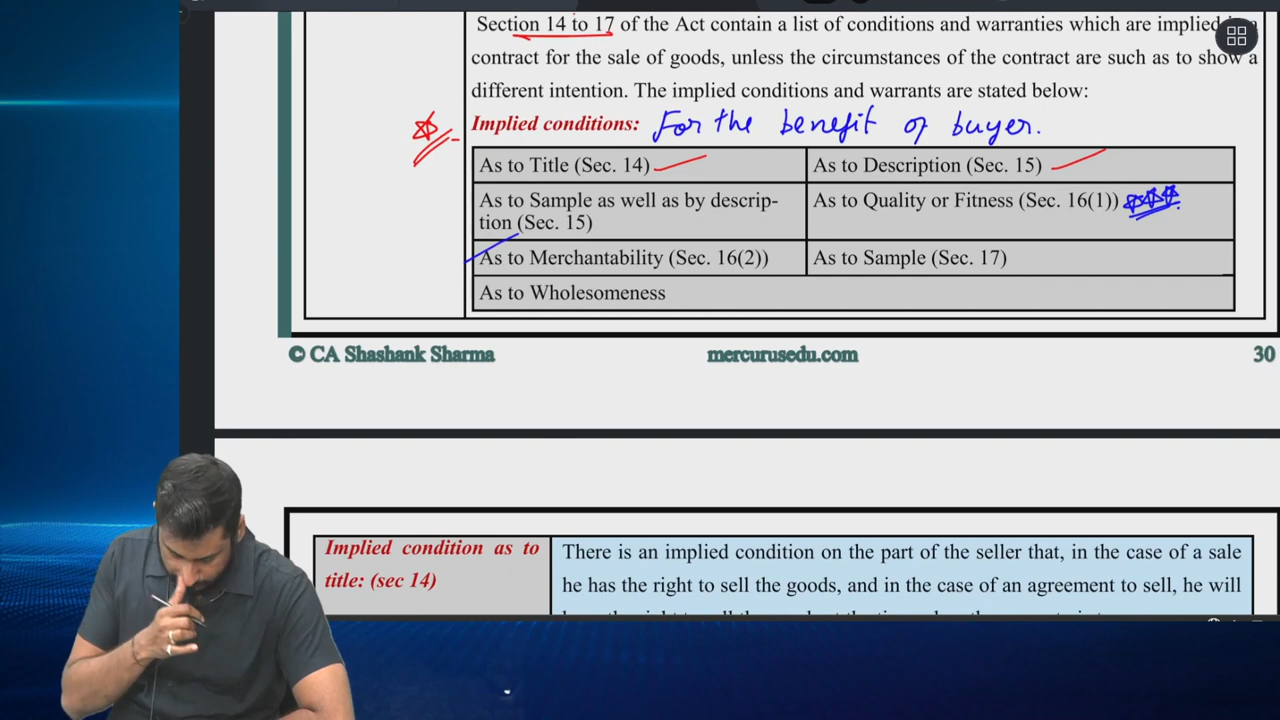 Section 14 to 17 of the Act contain a list of conditions and warranties which are implied
contract for the sale of goods, unless the circumstances of the contract are such as to show a
different intention. The implied conditions and warrants are stated below:
Implied conditions: For the benefit of buyer.
As to Title (Sec. 14)
As to Description (Sec. 15)
As to Sample as well as by descrip-
tion (Sec. 15)
As to Quality or Fitness (Sec. 16(1))
As to Merchantability (Sec. 16(2))
As to Sample (Sec. 17)
As to Wholesomeness
© CA Shashank Sharma mercurusedu.com 30
Implied condition as to
title: (sec 14)
There is an implied condition on the part of the seller that, in the case of a sale
he has the right to sell the goods, and in the case of an agreement to sell, he will